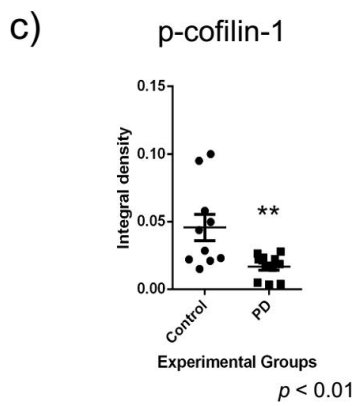 c)
p-cofilin-1
Integral density
0.15
0.10
0.05
0.00
**
Control
PD
Experimental Groups
p < 0.01